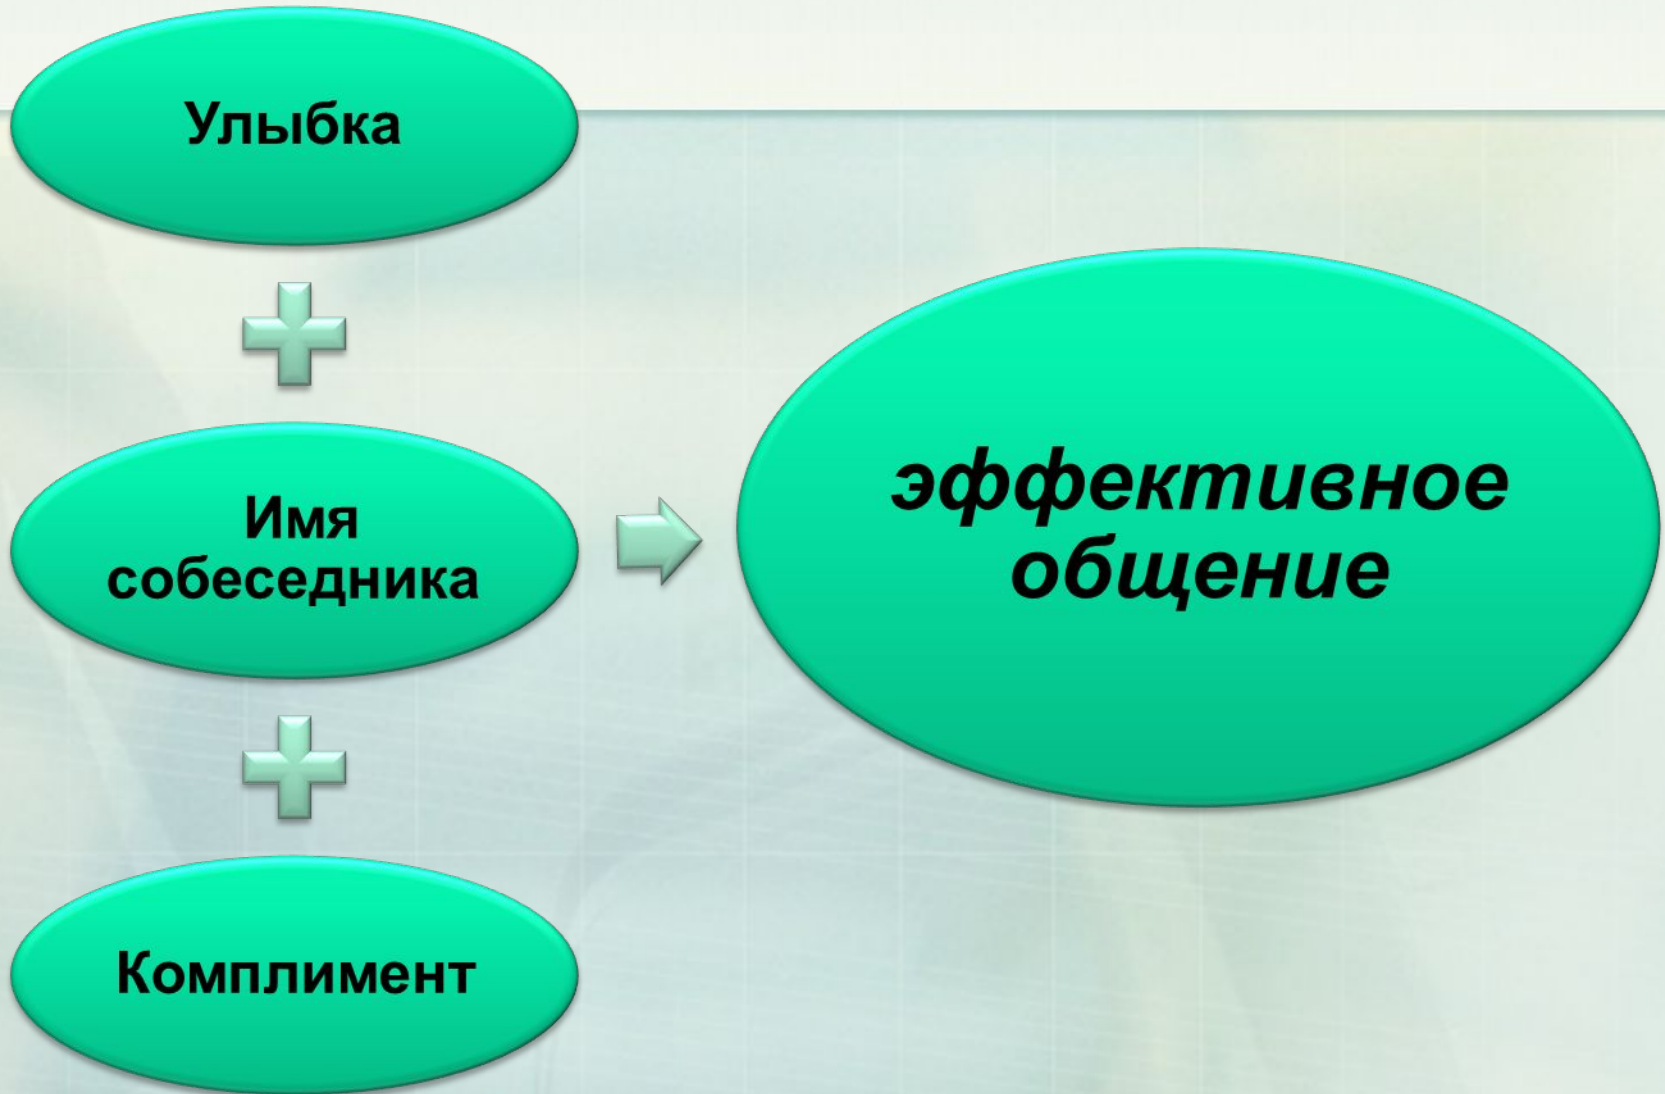 Улыбка
Имя
собеседника
эффективное
общение
Комплимент